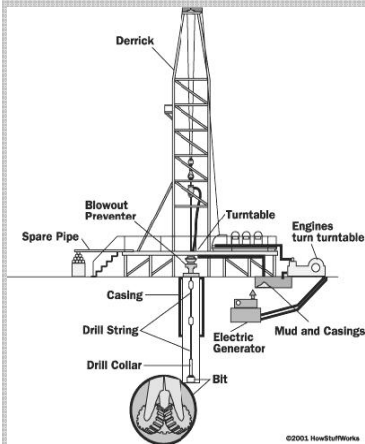 Derrick
Blowout
Preventer
Turntable
Engines
turn turntable
Spare Pipe
Casing
Mud and Casings
Drill String
Electric
Generator
Drill Collar
Bit
©2001 HowStuffWorks